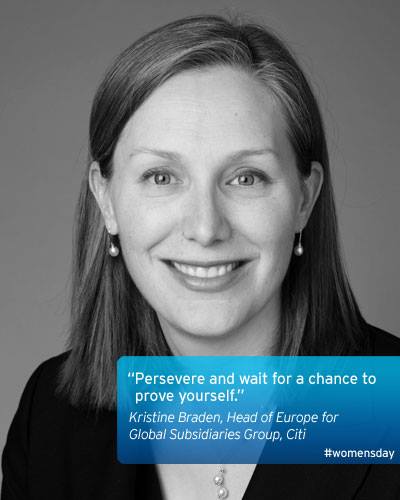 “Persevere and wait for a chance to
prove yourself.”
Kristine Braden, Head of Europe for
Global Subsidiaries Group, Citi
#womensday